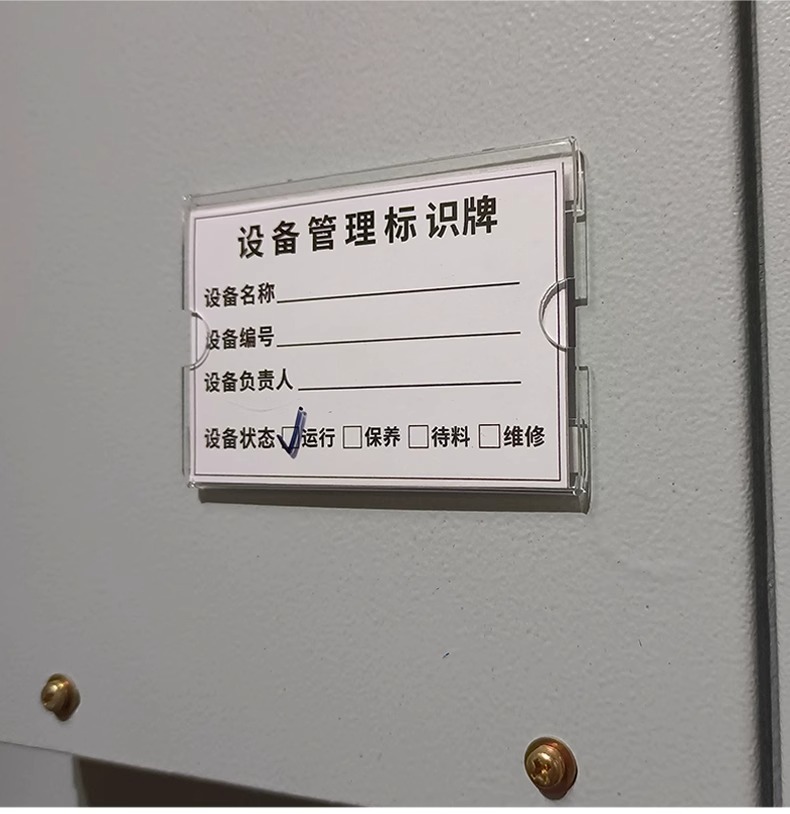 设备管理标识牌
设备名称
设备编号
设备负责人
设备状态 ☑运行 □保养 □待料 □维修